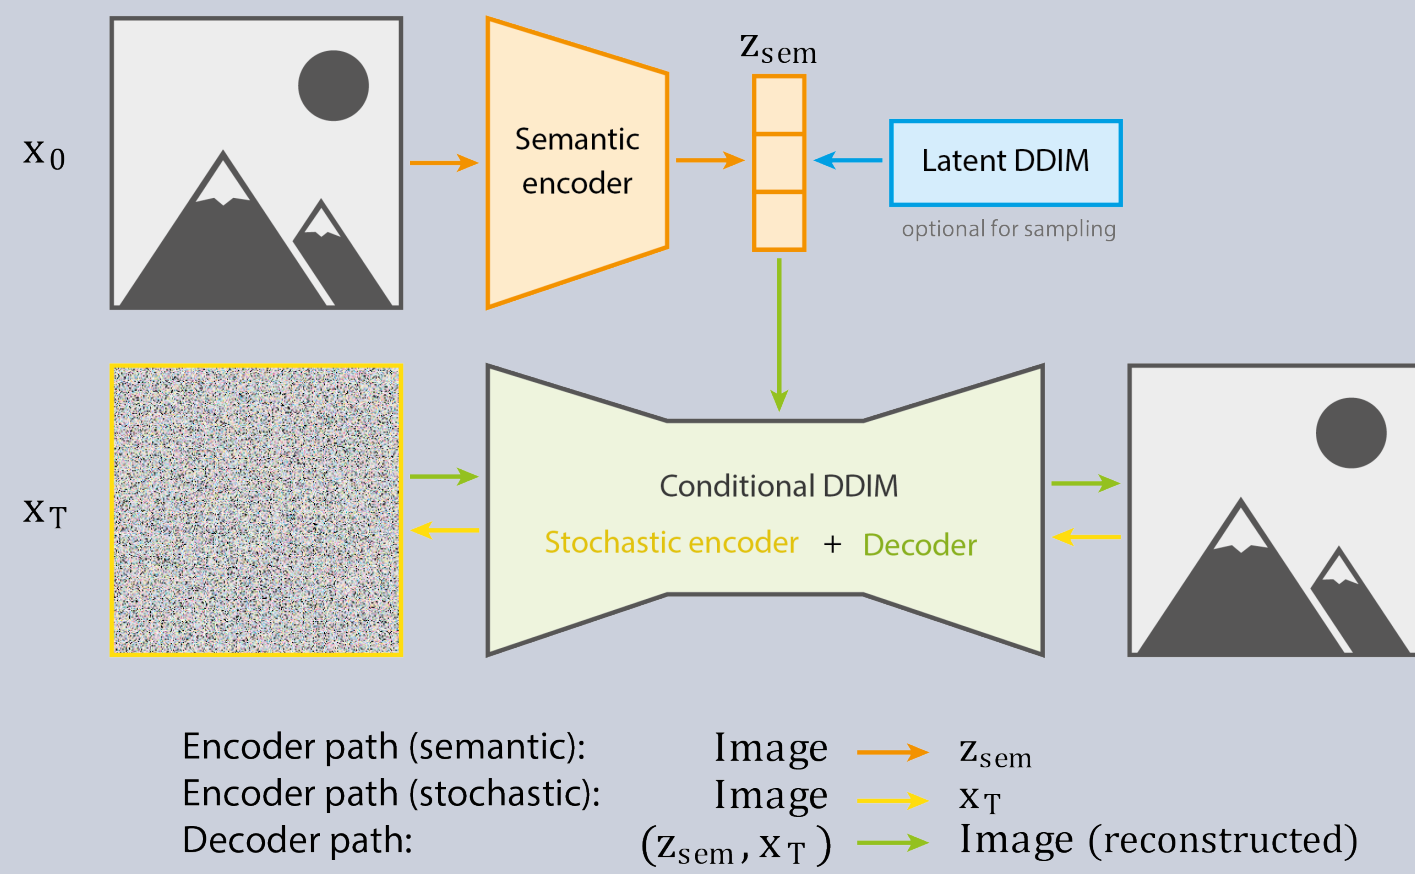 x0
Semantic
encoder
zsem
Latent DDIM
optional for sampling
xT
Conditional DDIM
Stochastic encoder + Decoder
Encoder path (semantic): Image zsem
Encoder path (stochastic): Image xT
Decoder path: (zsem, xT) Image (reconstructed)